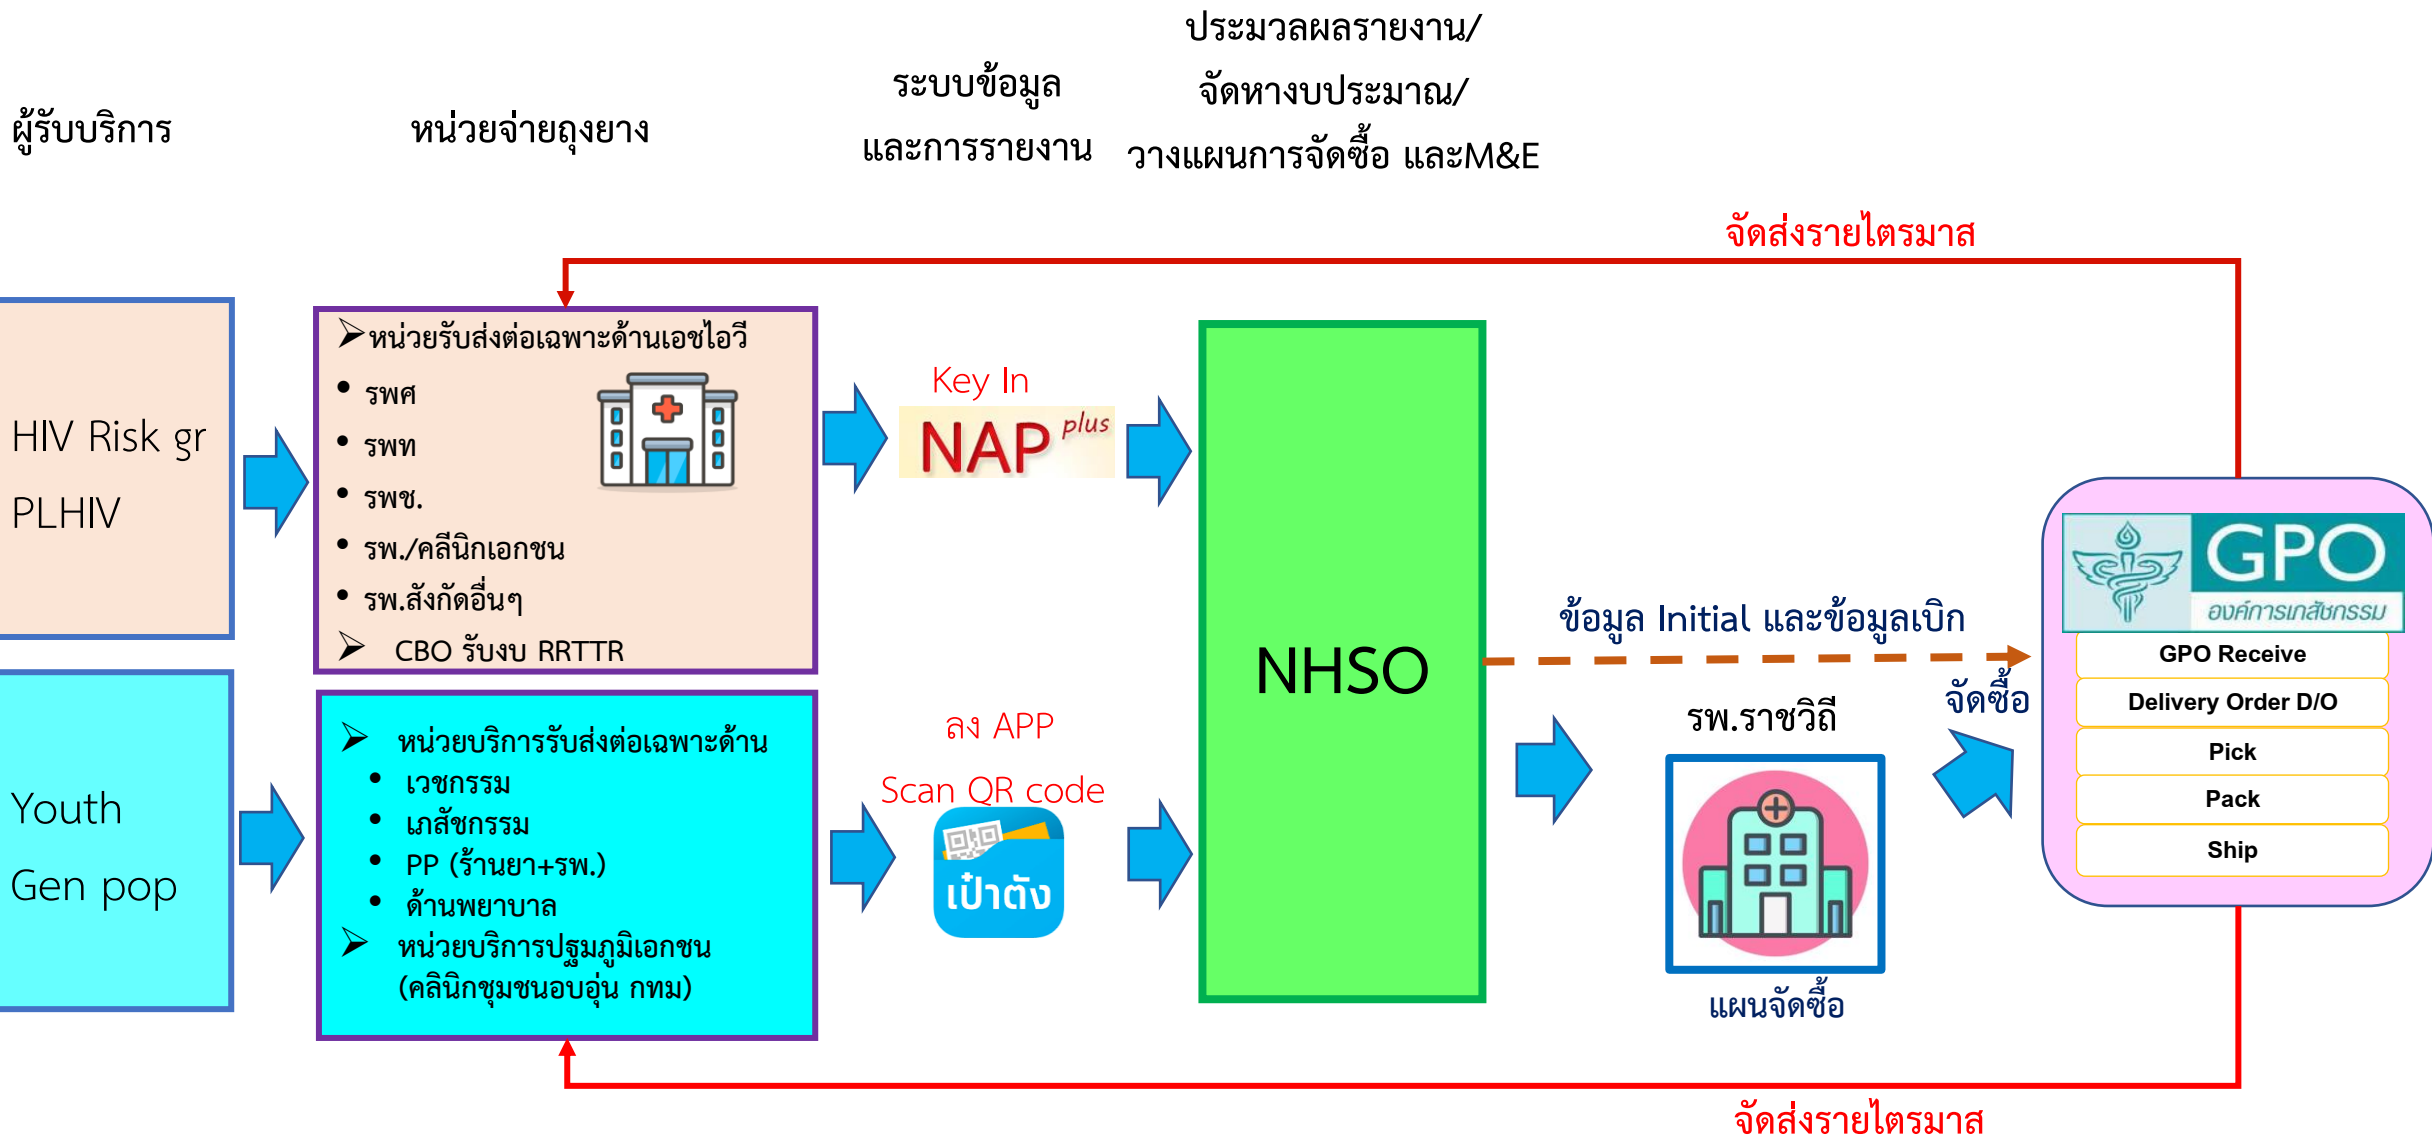 ผู้รับบริการ
หน่วยจ่ายถุงยาง
ระบบข้อมูล
และการรายงาน
ประมวลผลรายงาน/
จัดหางบประมาณ/
วางแผนการจัดซื้อ และM&E
จัดส่งรายไตรมาส
HIV Risk gr
PLHIV
➢หน่วยรับส่งต่อเฉพาะด้านเอชไอวี
• รพศ
• รพท
• รพช.
• รพ./คลีนิกเอกชน
• รพ.สังกัดอื่นๆ
➢ CBO รับงบ RRTTR
Key In
NAP plus
Youth
Gen pop
➢ หน่วยบริการรับส่งต่อเฉพาะด้าน
• เวชกรรม
• เภสัชกรรม
• PP (ร้านยา+รพ.)
• ด้านพยาบาล
➢ หน่วยบริการปฐมภูมิเอกชน
(คลินิกชุมชนอบอุ่น กทม)
ลง APP
Scan QR code
เป๋าตัง
NHSO
ข้อมูล Initial และข้อมูลเบิก
จัดซื้อ
รพ.ราชวิถี
แผนจัดซื้อ
GPO
องค์การเภสัชกรรม
GPO Receive
Delivery Order D/O
Pick
Pack
Ship
จัดส่งรายไตรมาส